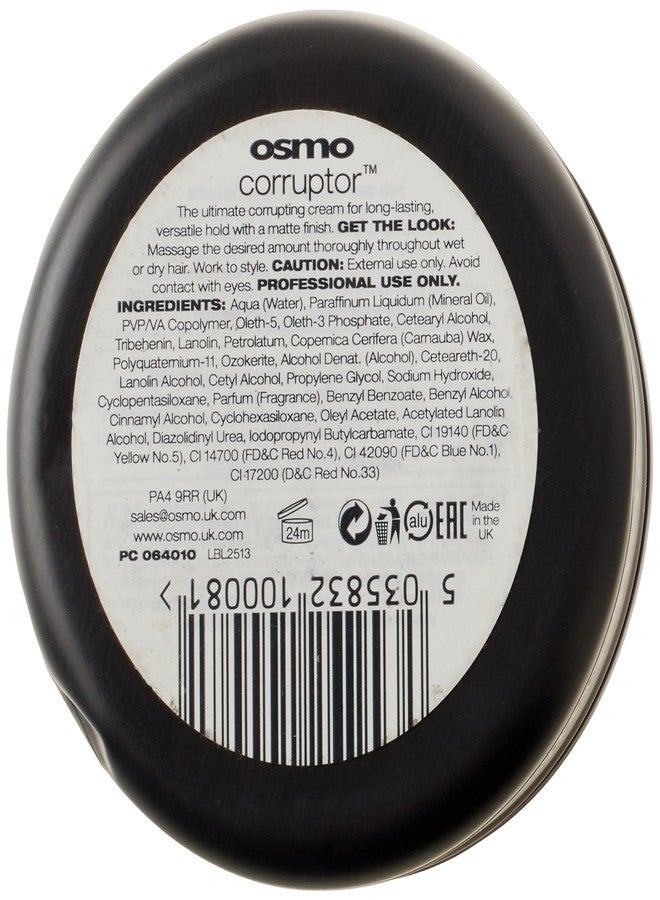 osmo
corruptor™
The ultimate corrupting cream for long-lasting,
versatile hold with a matte finish. GET THE LOOK:
Massage the desired amount thoroughly throughout wet
or dry hair. Work to style. CAUTION: External use only. Avoid
contact with eyes. PROFESSIONAL USE ONLY.
INGREDIENTS: Aqua (Water), Paraffinum Liquidum (Mineral Oil),
PVP/VA Copolymer, Oleth-5, Oleth-3 Phosphate, Cetearyl Alcohol,
Tribehenin, Lanolin, Petrolatum, Copernica Cerifera (Carnauba) Wax,
Polyquaternium-11, Ozokerite, Alcohol Denat. (Alcohol), Ceteareth-20,
Lanolin Alcohol, Cetyl Alcohol, Propylene Glycol, Sodium Hydroxide,
Cyclopentasiloxane, Parfum (Fragrance), Benzyl Benzoate, Benzyl Alcohol
Cinnamyl Alcohol, Cyclohexasiloxane, Oleyl Acetate, Acetylated Lanolin
Alcohol, Diazolidinyl Urea, Iodopropynyl Butylcarbamate, CI 19140 (FD&C
Yellow No.5), CI 14700 (FD&C Red No.4), CI 42090 (FD&C Blue No.1),
CI 17200 (D&C Red No.33)
PA4 9RR (UK)
sales@osmo.uk.com
www.osmo.uk.com
PC 064010 LBL2513
24m
alu
EAC
Made
in the
UK
5 035832 100081 >